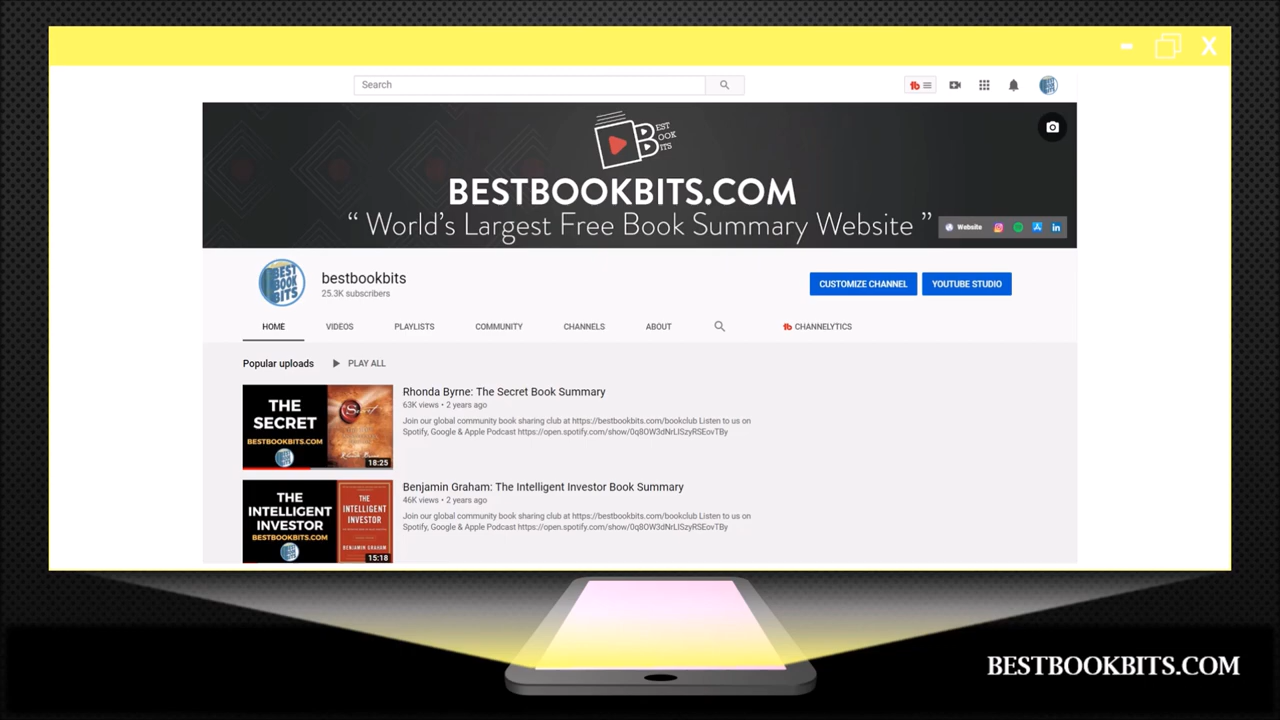 X
Search
BEST
BOOK
BITS
BESTBOOKBITS.COM
“ World’s Largest Free Book Summary Website ”
Website
BEST
BOOK
BITS
bestbookbits
25.3K subscribers
CUSTOMIZE CHANNEL
YOUTUBE STUDIO
HOME VIDEOS PLAYLISTS COMMUNITY CHANNELS ABOUT CHANNELYTICS
Popular uploads PLAY ALL
THE
SECRET
BESTBOOKBITS.COM
18:25
Rhonda Byrne: The Secret Book Summary
63K views • 2 years ago
Join our global community book sharing club at https://bestbookbits.com/bookclub Listen to us on
Spotify, Google & Apple Podcast https://open.spotify.com/show/0q8OW3dNrLISzyRSEovTBy
THE
INTELLIGENT
INVESTOR
BESTBOOKBITS.COM
THE
INTELLIGENT
INVESTOR
BENJAMIN GRAHAM
15:18
Benjamin Graham: The Intelligent Investor Book Summary
46K views • 2 years ago
Join our global community book sharing club at https://bestbookbits.com/bookclub Listen to us on
Spotify, Google & Apple Podcast https://open.spotify.com/show/0q8OW3dNrLISzyRSEovTBy
BESTBOOKBITS.COM